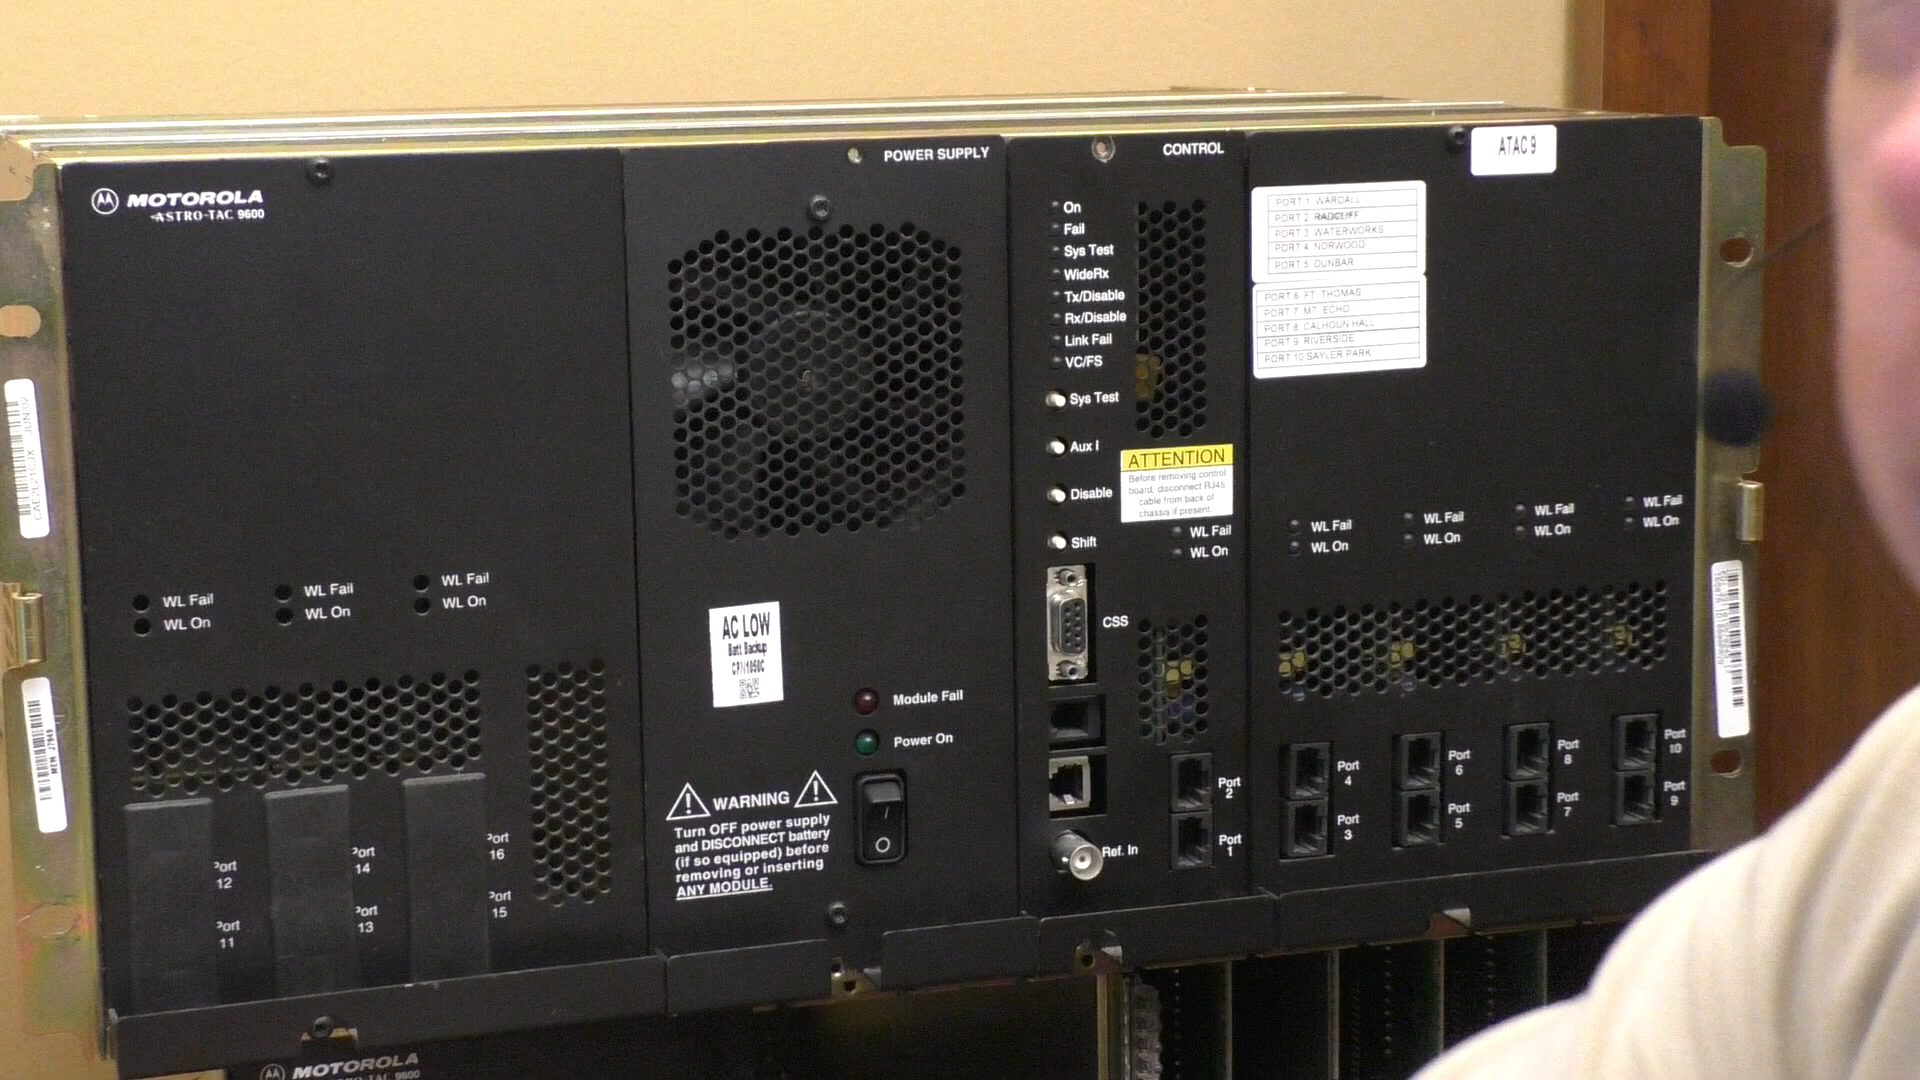 MOTOROLA
ASTRO-TAC 9600
WL Fail
WL On
WL Fail
WL On
WL Fail
WL On
Port
12
Port
11
Port
14
Port
13
Port
16
Port
15
POWER SUPPLY
AC LOW
Batt Backup
CPN1050C
Module Fail
Power On
WARNING
Turn OFF power supply
and DISCONNECT battery
(if so equipped) before
removing or inserting
ANY MODULE.
CONTROL
On
Fail
Sys Test
WideRx
Tx/Disable
Rx/Disable
Link Fail
VC/FS
Sys Test
Aux I
Disable
Shift
ATTENTION
Before removing control
board, disconnect RJ45
cable from back of
chassis if present.
WL Fail
WL On
CSS
Port
2
Port
1
Ref. In
ATAC 9
PORT 1 WARDALL
PORT 2 RADCLIFF
PORT 3 WATERWORKS
PORT 4 NORWOOD
PORT 5 DUNBAR
PORT 6 FT. THOMAS
PORT 7 MT. ECHO
PORT 8 CALHOUN HALL
PORT 9 RIVERSIDE
PORT 10 SAYLER PARK
WL Fail
WL On
WL Fail
WL On
WL Fail
WL On
WL Fail
WL On
Port
4
Port
3
Port
6
Port
5
Port
8
Port
7
Port
10
Port
9
MOTOROLA
ASTRO-TAC 9600